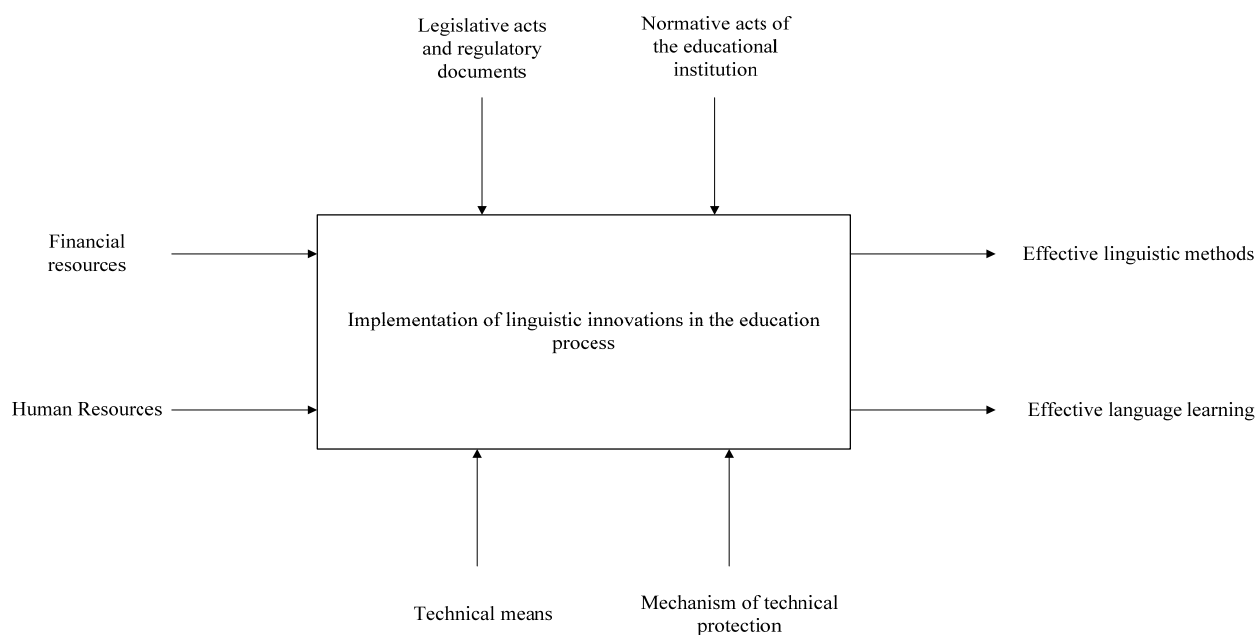 Legislative acts
and regulatory
documents
Normative acts of
the educational
institution
Financial
resources
Effective linguistic methods
Implementation of linguistic innovations in the education
process
Human Resources
Effective language learning
Technical means
Mechanism of technical
protection